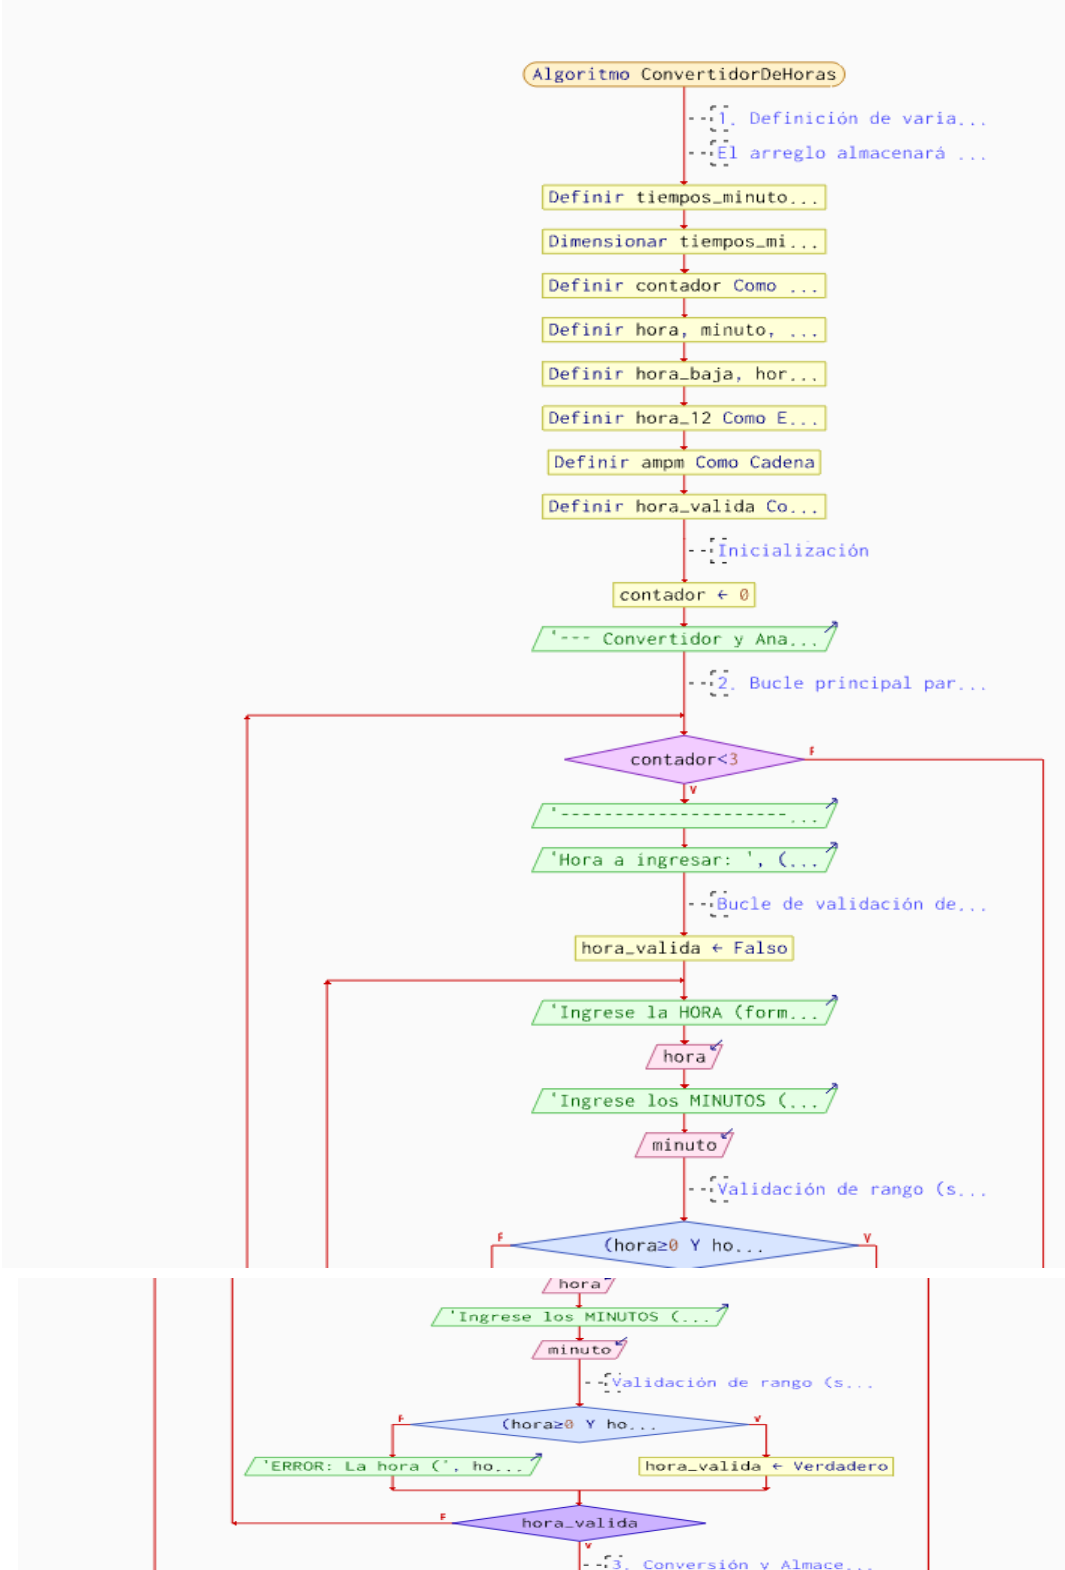 Algoritmo ConvertidorDeHoras
1. Definición de varia...
El arreglo almacenará ...
Definir tiempos_minuto...
Dimensionar tiempos_mi...
Definir contador Como ...
Definir hora, minuto, ...
Definir hora_baja, hor...
Definir hora_12 Como E...
Definir ampm Como Cadena
Definir hora_valida Co...
Inicialización
contador ← 0
'--- Convertidor y Ana...
2. Bucle principal par...
contador<3
F
V
'---------------------...
'Hora a ingresar: ', (...
Bucle de validación de...
hora_valida ← Falso
'Ingrese la HORA (form...
hora
'Ingrese los MINUTOS (...
minuto
Validación de rango (s...
F
(hora≥0 Y ho...
V
hora
'Ingrese los MINUTOS (...
minuto
Validación de rango (s...
F
(hora≥0 Y ho...
V
'ERROR: La hora (', ho...
hora_valida ← Verdadero
F
hora_valida
V
3. Conversión y Almace...